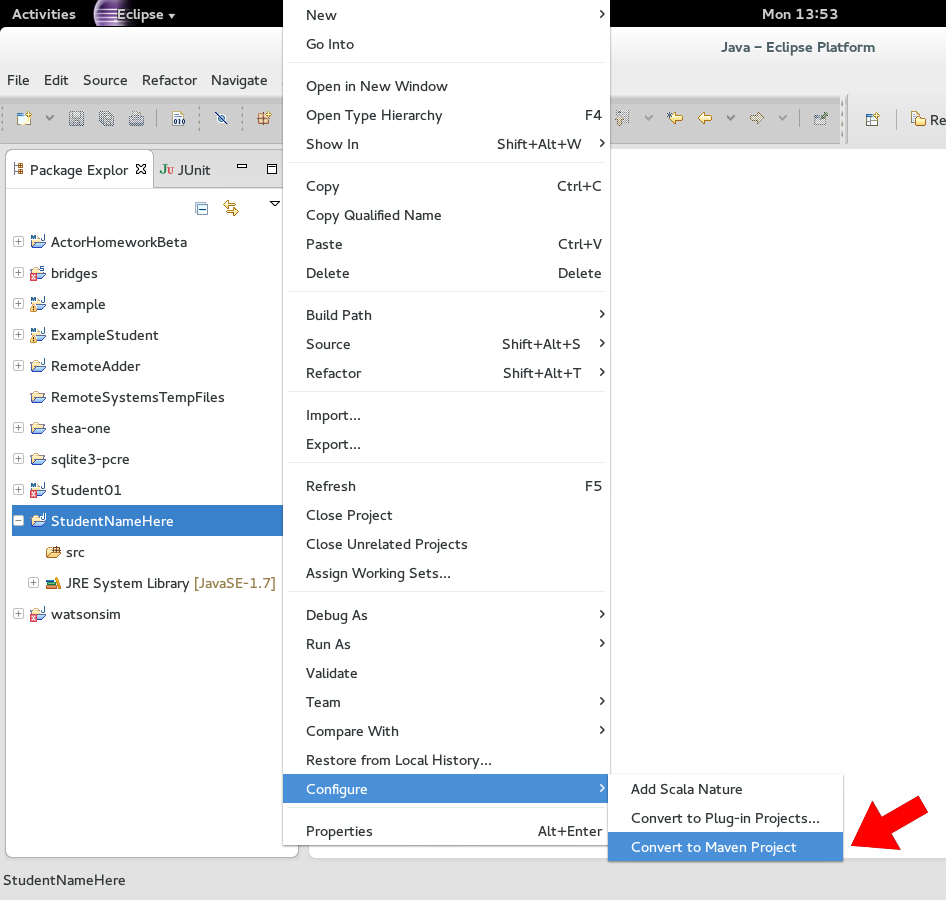 Activities Eclipse Mon 13:53
Java – Eclipse Platform
File Edit Source Refactor Navigate
010
Re
Package Explor JU JUnit
ActorHomeworkBeta
bridges
example
ExampleStudent
RemoteAdder
RemoteSystemsTempFiles
shea-one
sqlite3-pcre
Student01
StudentNameHere
src
JRE System Library [JavaSE-1.7]
watsonsim
New
Go Into
Open in New Window
Open Type Hierarchy F4
Show In Shift+Alt+W
Copy Ctrl+C
Copy Qualified Name
Paste Ctrl+V
Delete Delete
Build Path
Source Shift+Alt+S
Refactor Shift+Alt+T
Import...
Export...
Refresh F5
Close Project
Close Unrelated Projects
Assign Working Sets...
Debug As
Run As
Validate
Team
Compare With
Restore from Local History...
Configure
Properties Alt+Enter
Add Scala Nature
Convert to Plug-in Projects...
Convert to Maven Project
StudentNameHere